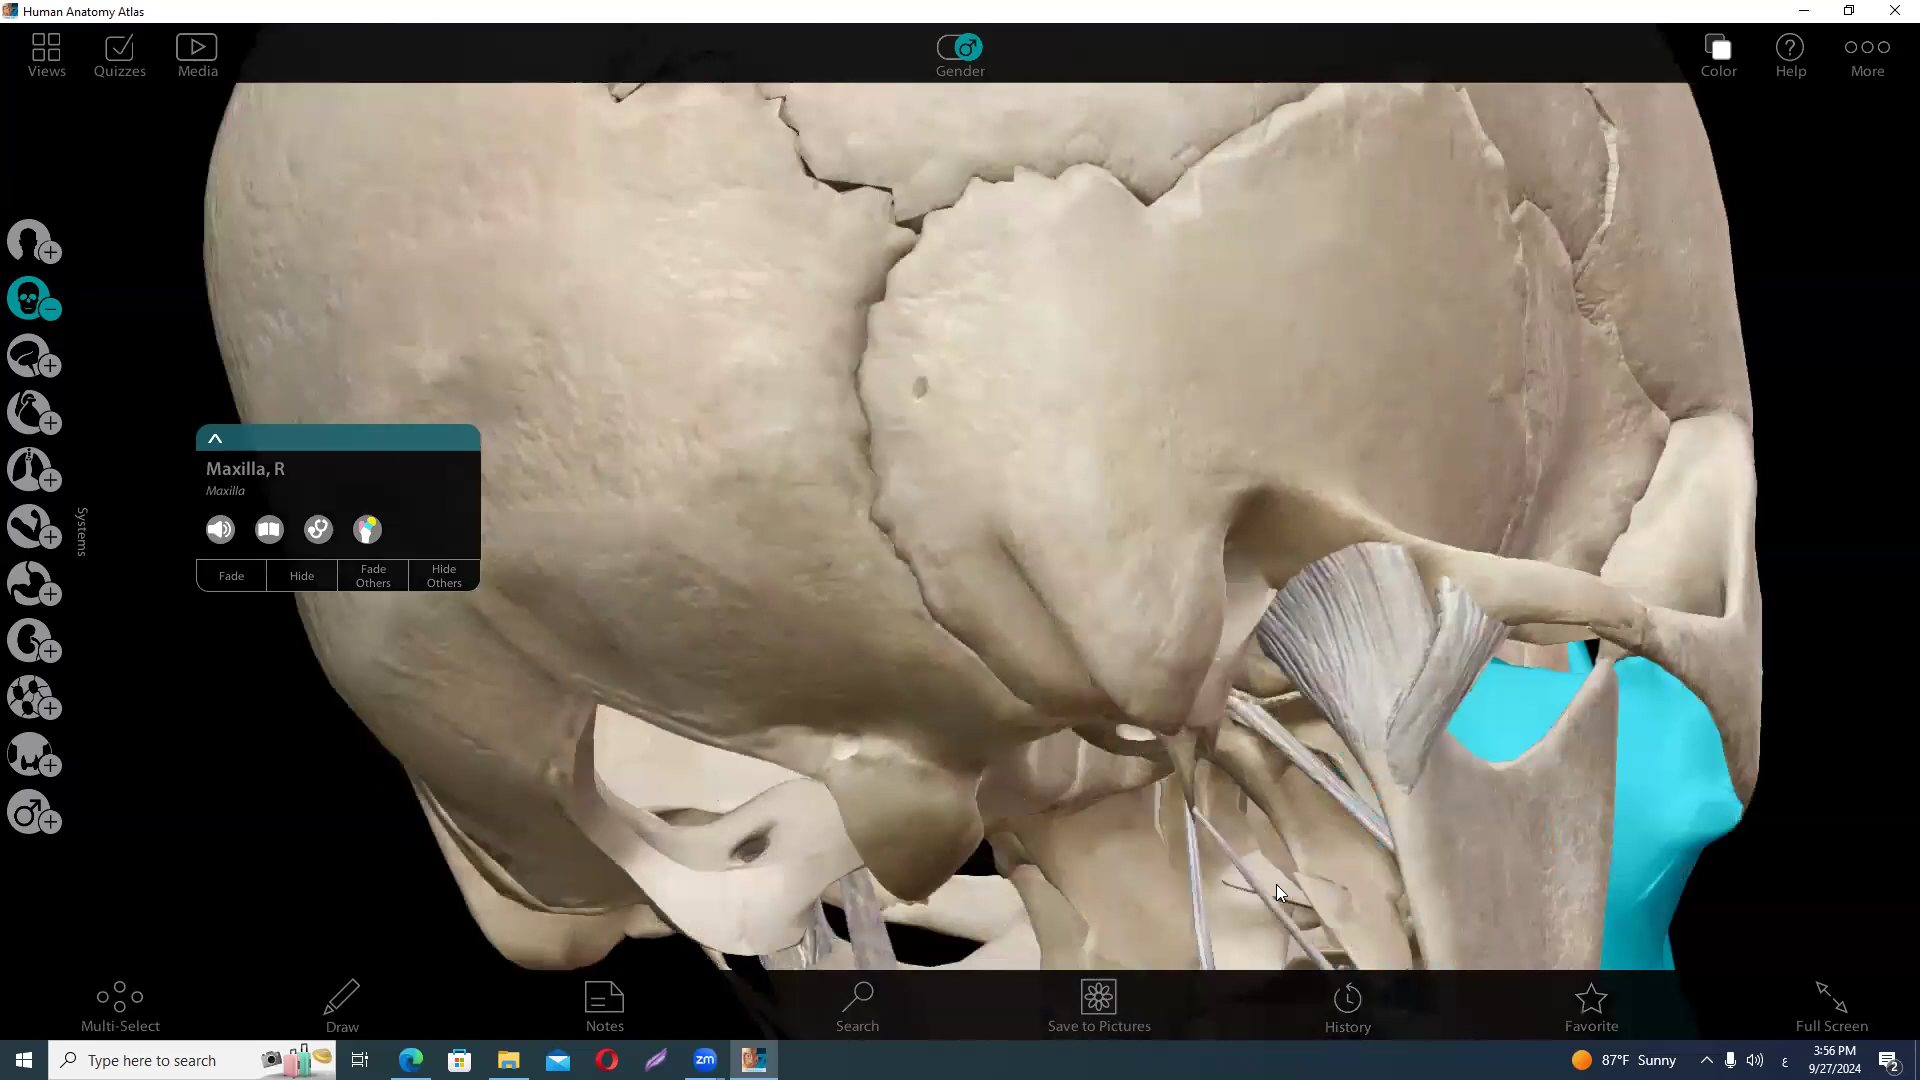 Human Anatomy Atlas
Views
Quizzes
Media
Gender
Color
Help
More
Systems
Maxilla, R
Maxilla
Fade
Hide
Fade Others
Hide Others
Multi-Select
Draw
Notes
Search
Save to Pictures
History
Favorite
Full Screen
Type here to search
zm
87°F Sunny
ع
3:56 PM
9/27/2024
2